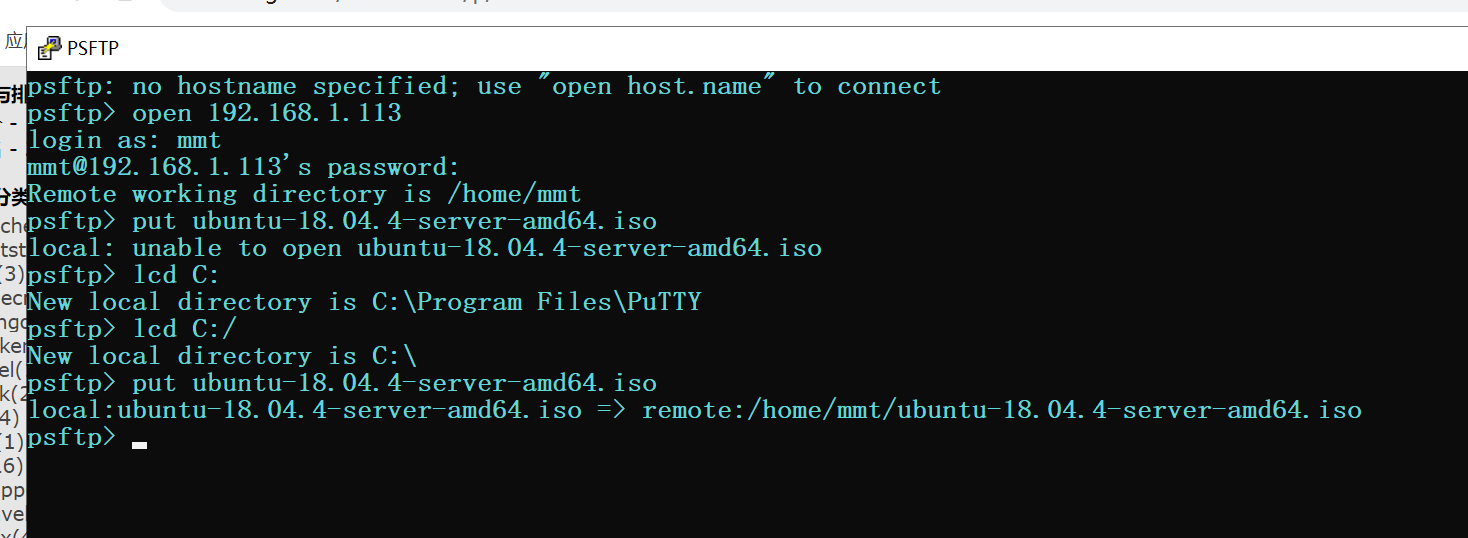 PSFTP
psftp: no hostname specified; use "open host.name" to connect
psftp> open 192.168.1.113
login as: mmt
mmt@192.168.1.113's password:
Remote working directory is /home/mmt
psftp> put ubuntu-18.04.4-server-amd64.iso
local: unable to open ubuntu-18.04.4-server-amd64.iso
psftp> lcd C:
New local directory is C:\Program Files\PuTTY
psftp> lcd C:/
New local directory is C:\
psftp> put ubuntu-18.04.4-server-amd64.iso
local:ubuntu-18.04.4-server-amd64.iso => remote:/home/mmt/ubuntu-18.04.4-server-amd64.iso
psftp>